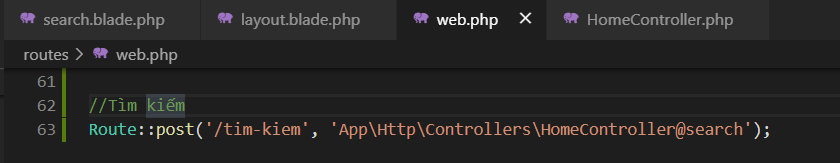 search.blade.php layout.blade.php web.php HomeController.php
routes > web.php
61
62 //Tìm kiếm
63 Route::post('/tim-kiem', 'App\Http\Controllers\HomeController@search');